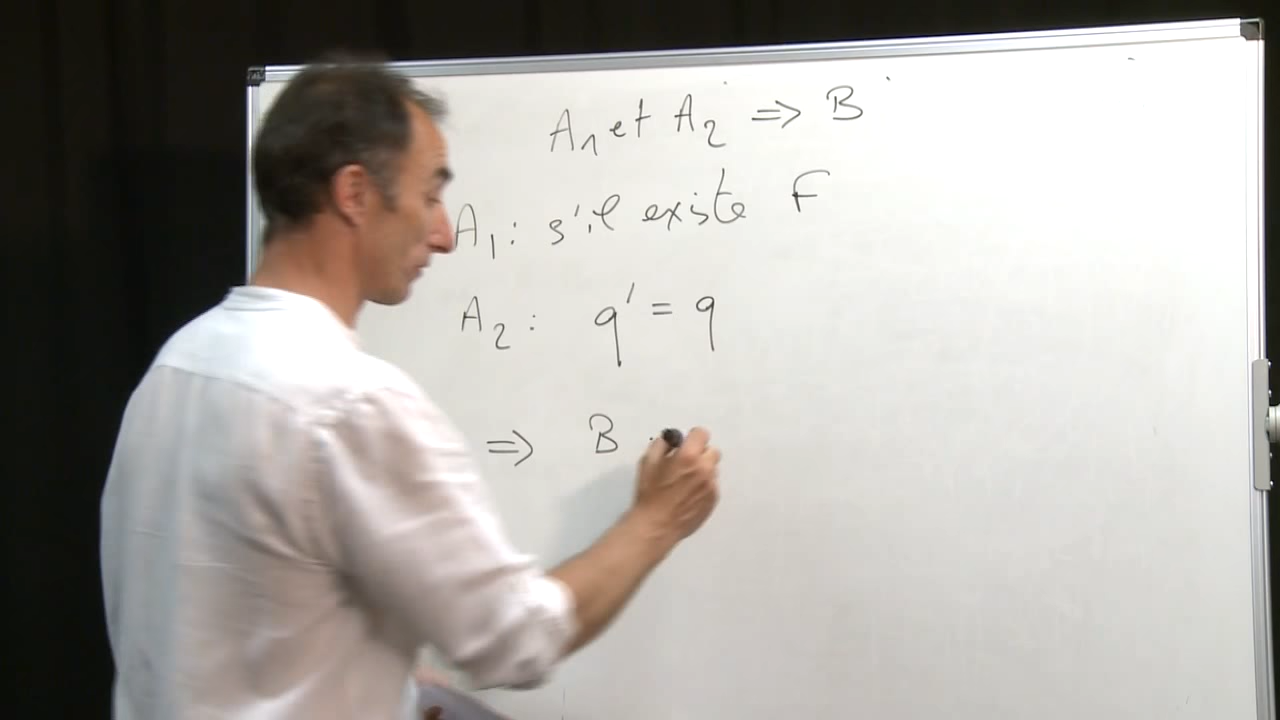 A₁ et A₂ => B
A₁ : s'il existe F
A₂ : q' = q
=> B :